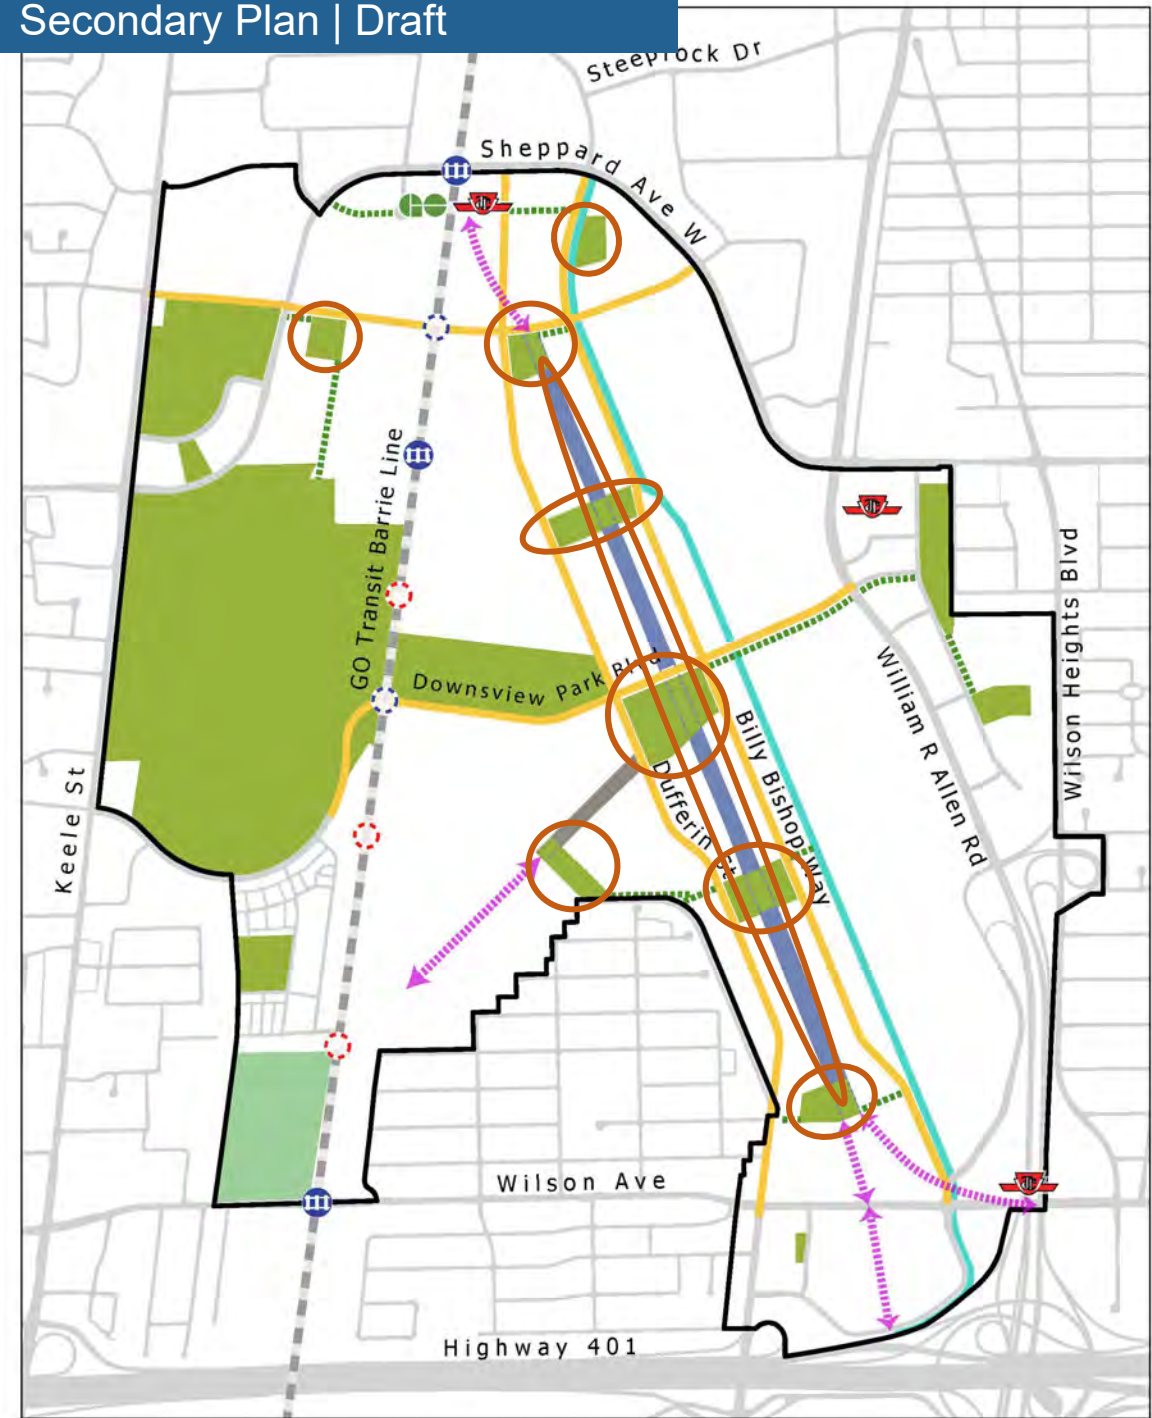 Secondary Plan | Draft
Steeprock Dr
Sheppard Ave W
GO Transit Barrie Line
Downsview Park Blvd
Wilson Heights Blvd
William R Allen Rd
Billy Bishop Way
Dufferin St
Keele St
Wilson Ave
Highway 401